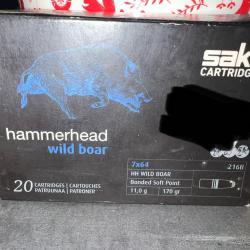 sak
CARTRIDG
hammerhead
wild boar
7x64
216B
HH WILD BOAR
Bonded Soft Point
11,0 g 170 gr
20 CARTRIDGES | CARTOUCHES
PATRUUNAA | PATRONER